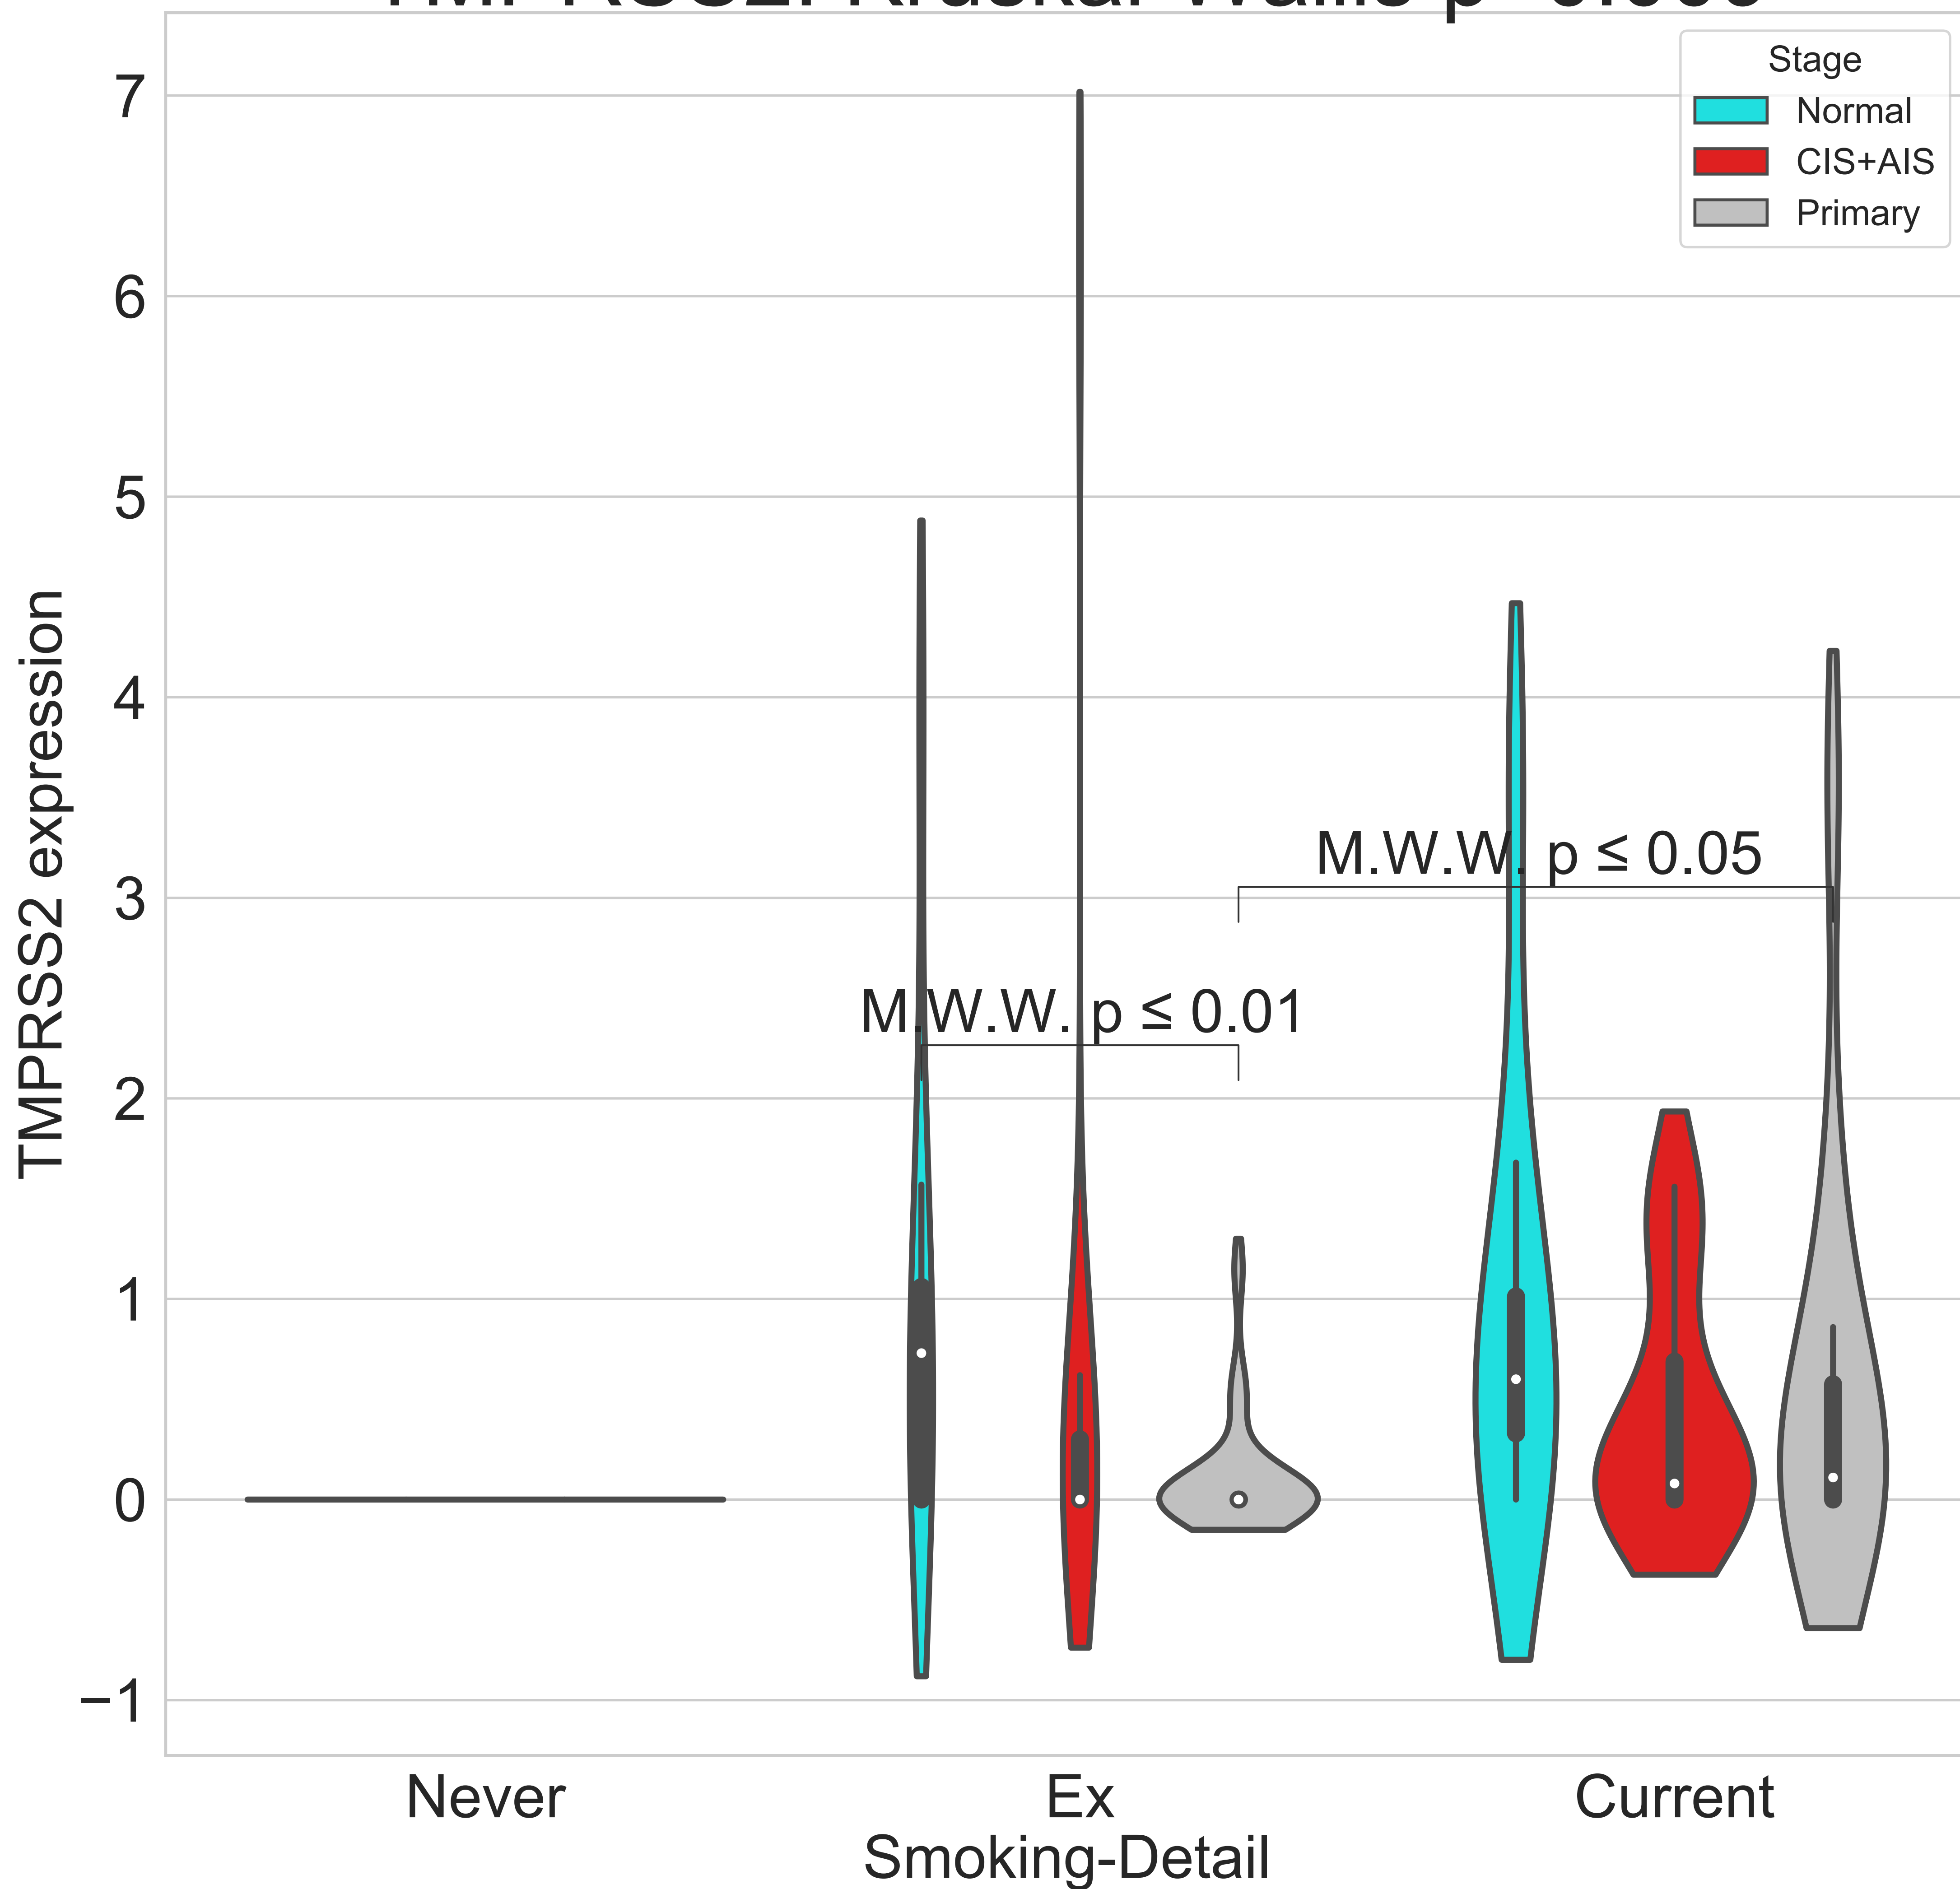 Stage
Normal
CIS+AIS
Primary
7
6
5
4
3
2
1
0
−1
TMPRSS2 expression
M.W.W. p ≤ 0.05
M.W.W. p ≤ 0.01
Never
Ex
Current
Smoking-Detail